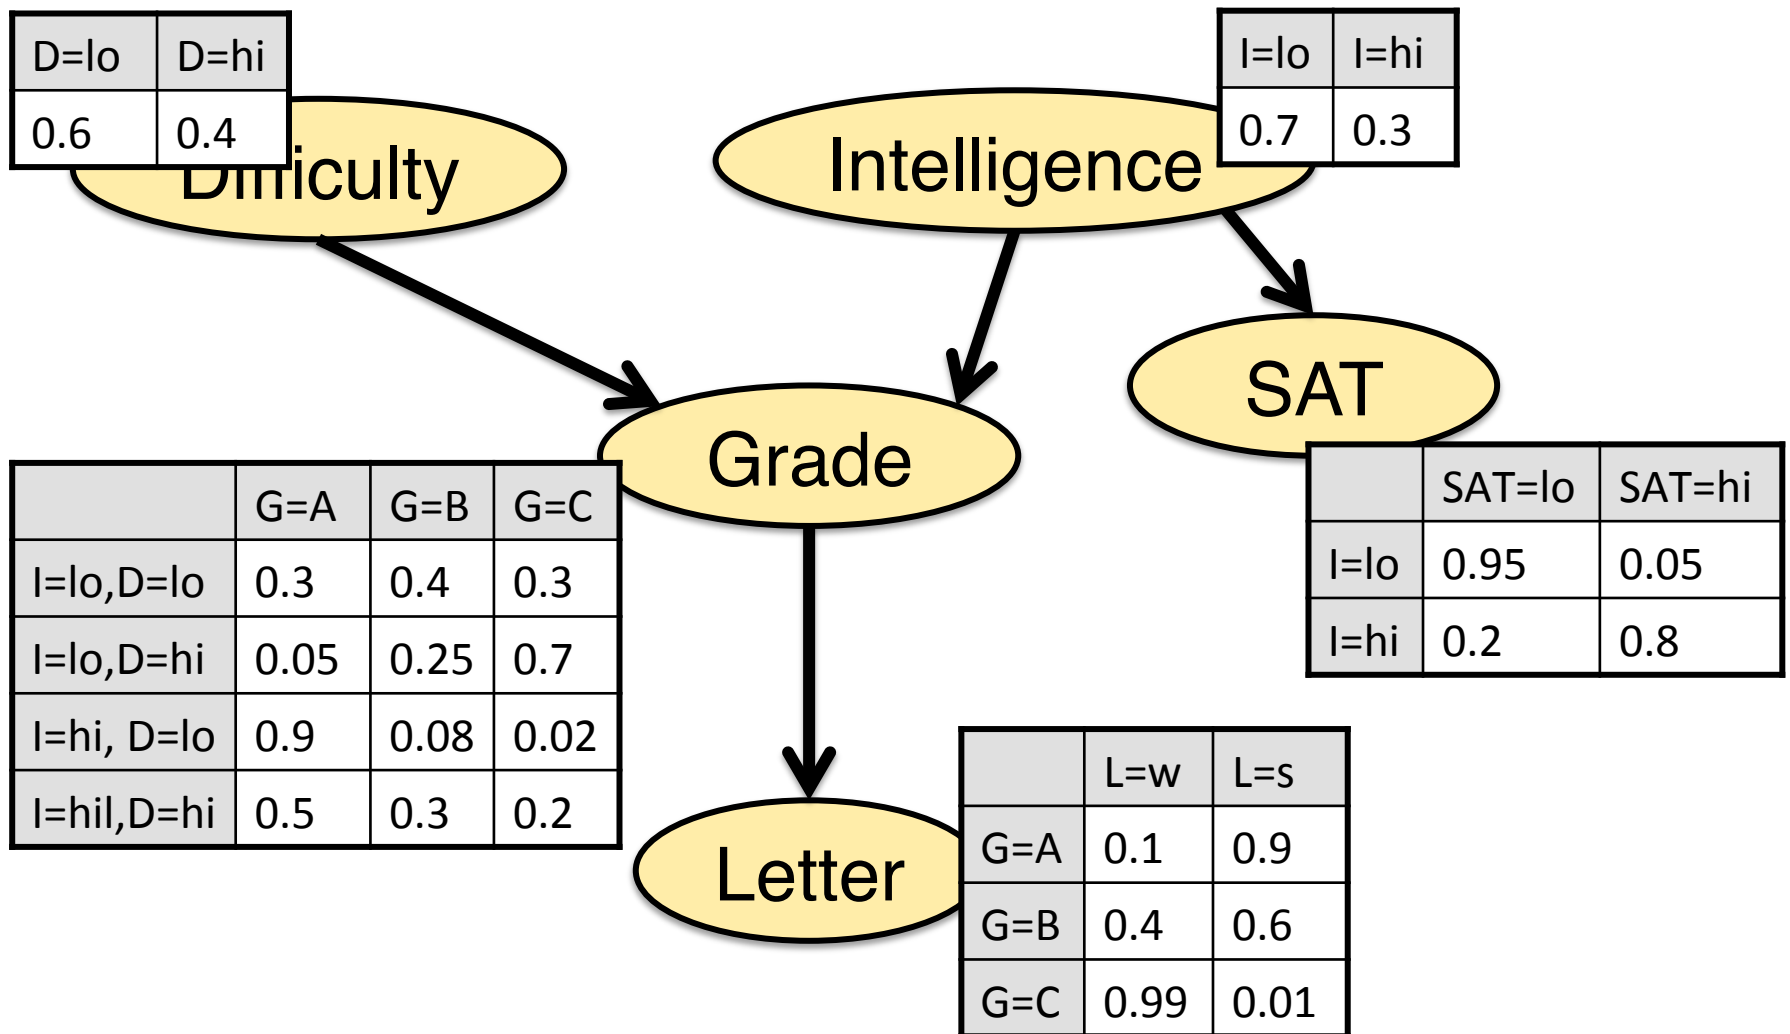 D=lo D=hi
0.6 0.4
Difficulty
I=lo I=hi
0.7 0.3
Intelligence
SAT
SAT=lo SAT=hi
I=lo 0.95 0.05
I=hi 0.2 0.8
Grade
G=A G=B G=C
I=lo,D=lo 0.3 0.4 0.3
I=lo,D=hi 0.05 0.25 0.7
I=hi, D=lo 0.9 0.08 0.02
I=hil,D=hi 0.5 0.3 0.2
Letter
L=w L=s
G=A 0.1 0.9
G=B 0.4 0.6
G=C 0.99 0.01